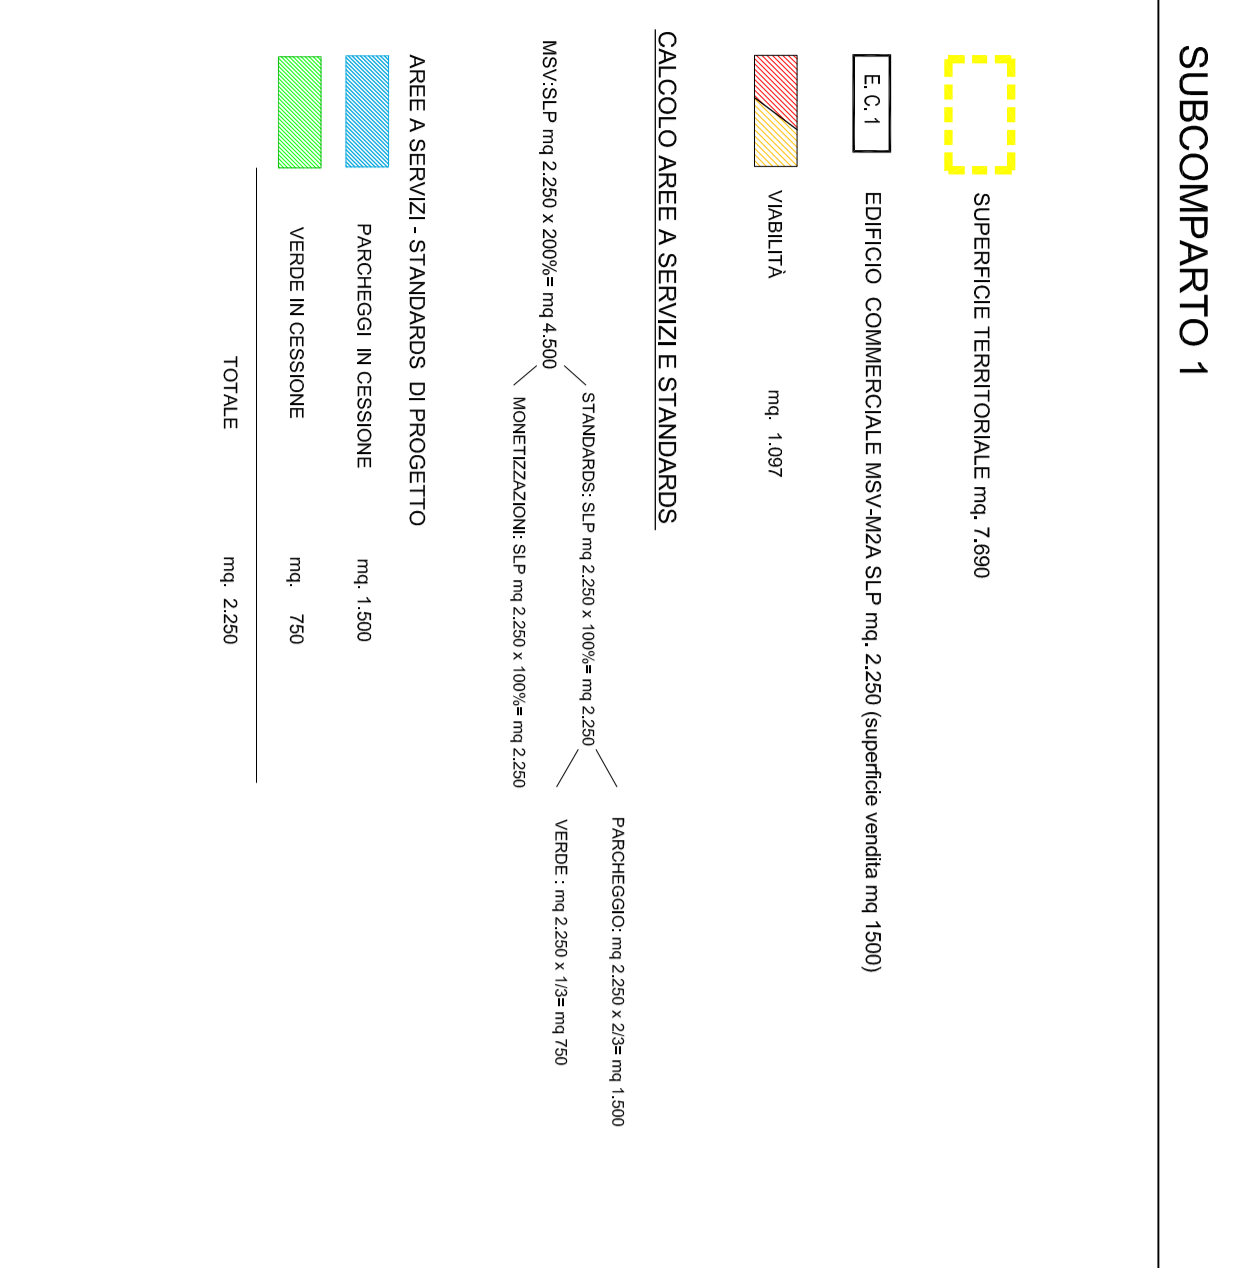 SUBCOMPARTO 1
SUPERFICIE TERRITORIALE mq. 7.690
E. C. 1
EDIFICIO COMMERCIALE MSV-M2A SLP mq. 2.250 (superficie vendita mq 1500)
VIABILITÀ mq. 1.097
CALCOLO AREE A SERVIZI E STANDARDS
PARCHEGGIO: mq 2.250 x 2/3= mq 1.500
STANDARDS: SLP mq 2.250 x 100%= mq 2.250
VERDE : mq 2.250 x 1/3= mq 750
MSV:SLP mq 2.250 x 200%= mq 4.500
MONETIZZAZIONI: SLP mq 2.250 x 100%= mq 2.250
AREE A SERVIZI - STANDARDS DI PROGETTO
PARCHEGGI IN CESSIONE mq. 1.500
VERDE IN CESSIONE mq. 750
TOTALE mq. 2.250